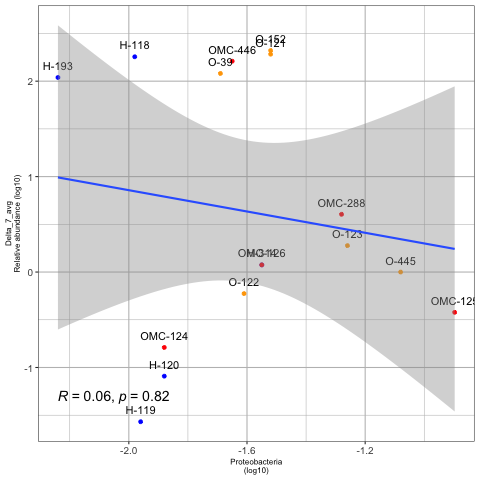 O-152
O-121
H-118
OMC-446
H-193
O-39
2
1
OMC-288
O-123
O-445
0
O-122
OMC-125
OMC-124
-1
H-120
R = 0.06, p = 0.82
H-119
-2.0
-1.6
-1.2
Proteobacteria
(log10)
Delta_7_avg
Relative abundance (log10)